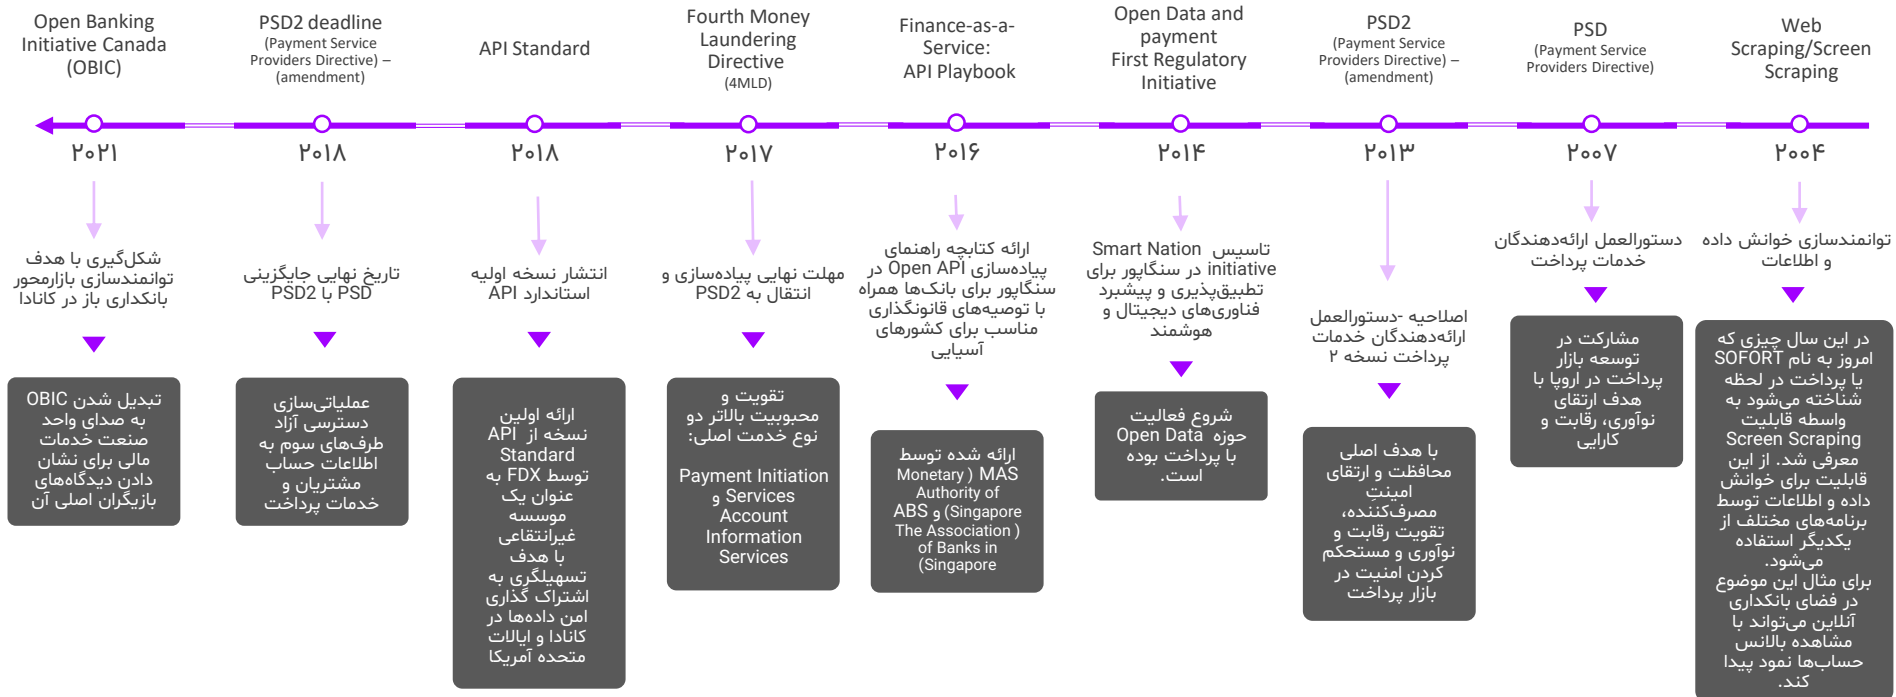 Web
Scraping/Screen
Scraping
۲۰۰۴
توانمندسازی خوانش داده
و اطلاعات
در این سال چیزی که
امروز به نام SOFORT
یا پرداخت در لحظه
شناخته می‌شود به
واسطه قابلیت
Screen Scraping
معرفی شد. از این
قابلیت برای خوانش
داده و اطلاعات توسط
برنامه‌های مختلف از
یکدیگر استفاده
می‌شود.
برای مثال این موضوع
در فضای بانکداری
آنلاین می‌تواند با
مشاهده بالانس
حساب‌ها نمود پیدا
کند.
PSD
(Payment Service
Providers Directive)
۲۰۰۷
دستورالعمل ارائه‌دهندگان
خدمات پرداخت
مشارکت در
توسعه بازار
پرداخت در اروپا با
هدف ارتقای
نوآوری، رقابت و
کارایی
PSD2
(Payment Service
Providers Directive) –
(amendment)
۲۰۱۳
اصلاحیه -دستورالعمل
ارائه‌دهندگان خدمات
پرداخت نسخه ۲
با هدف اصلی
محافظت و ارتقای
امینتِ
مصرف‌کننده،
تقویت رقابت و
نوآوری و مستحکم
کردن امنیت در
بازار پرداخت
Open Data and
payment
First Regulatory
Initiative
۲۰۱۴
تاسیس Smart Nation
initiative در سنگاپور برای
تطبیق‌پذیری و پیشبرد
فناوری‌های دیجیتال و
هوشمند
شروع فعالیت
حوزه Open Data
با پرداخت بوده
است.
Finance-as-a-
Service:
API Playbook
۲۰۱۶
ارائه کتابچه راهنمای
پیاده‌سازی Open API در
سنگاپور برای بانک‌ها همراه
با توصیه‌های قانونگذاری
مناسب برای کشورهای
آسیایی
ارائه شده توسط
MAS (Monetary
Authority of
Singapore) و ABS
(The Association
of Banks in
Singapore)
Fourth Money
Laundering
Directive
(4MLD)
۲۰۱۷
مهلت نهایی پیاده‌سازی و
انتقال به PSD2
تقویت و
محبوبیت بالاتر دو
نوع خدمت اصلی:
Payment Initiation
Services و
Account
Information
Services
API Standard
۲۰۱۸
انتشار نسخه اولیه
استاندارد API
ارائه اولین
نسخه از API
Standard
توسط FDX به
عنوان یک
موسسه
غیرانتقاعی
با هدف
تسهیلگری به
اشتراک گذاری
امن داده‌ها در
کانادا و ایالات
متحده آمریکا
PSD2 deadline
(Payment Service
Providers Directive) –
(amendment)
۲۰۱۸
تاریخ نهایی جایگزینی
PSD با PSD2
عملیاتی‌سازی
دسترسی آزاد
طرف‌های سوم به
اطلاعات حساب
مشتریان و
خدمات پرداخت
Open Banking
Initiative Canada
(OBIC)
۲۰۲۱
شکل‌گیری با هدف
توانمندسازی بازارمحور
بانکداری باز در کانادا
تبدیل شدن OBIC
به صدای واحد
صنعت خدمات
مالی برای نشان
دادن دیدگاه‌های
بازیگران اصلی آن